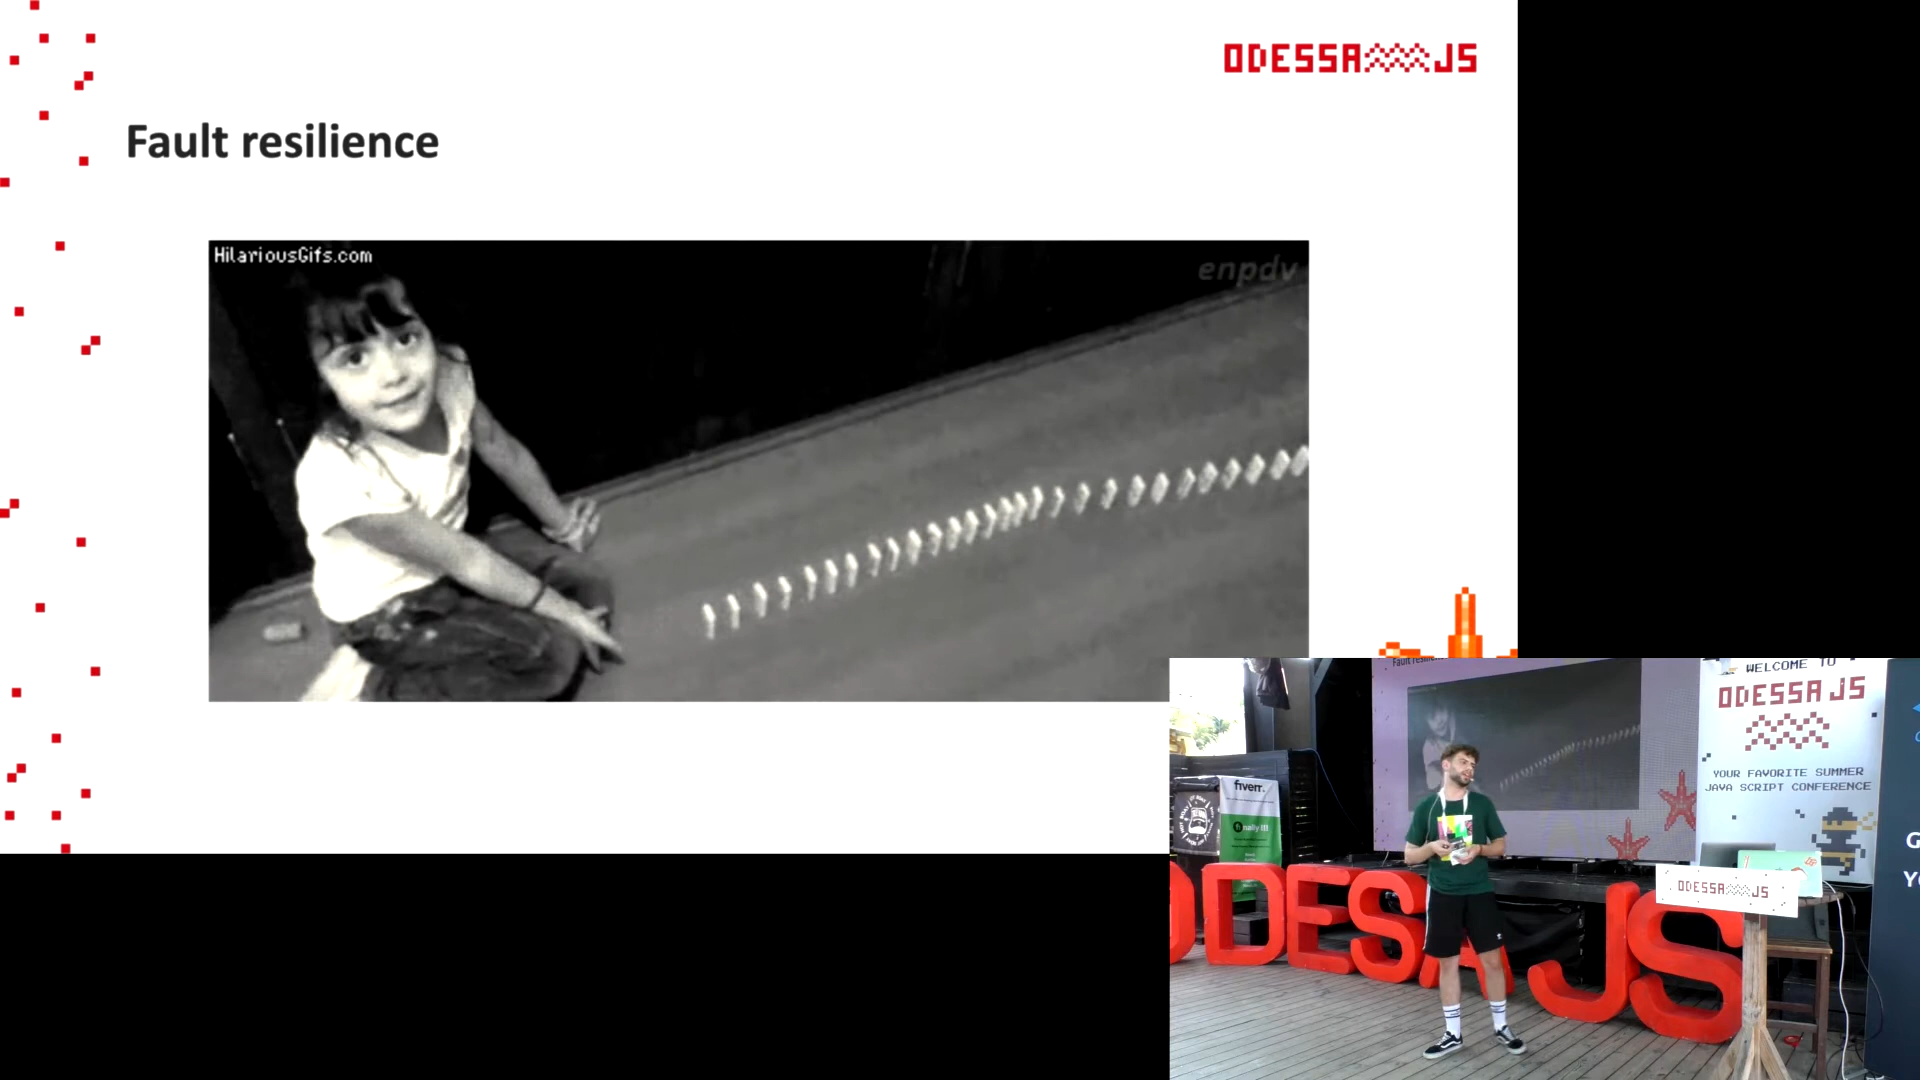 ODESSA JS
Fault resilience
HilariousGifs.com
enpdv
WELCOME TO
ODESSA JS
YOUR FAVORITE SUMMER
JAVA SCRIPT CONFERENCE
fiverr.
ODESSA JS
ODESSA JS